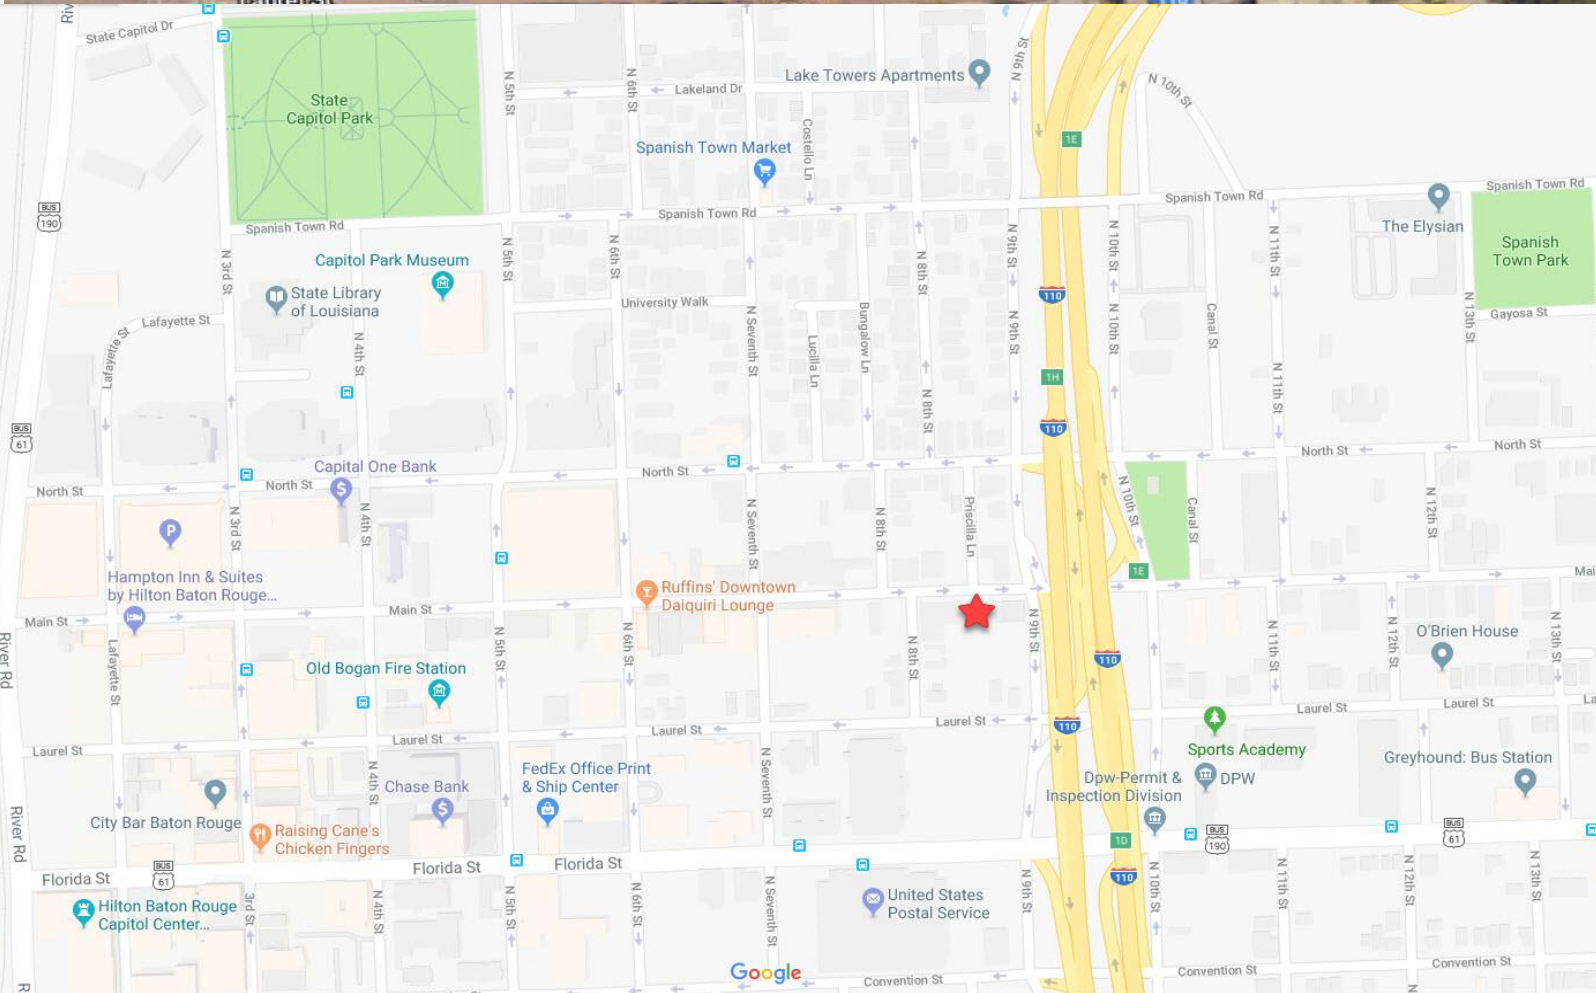 State Capitol Dr
State
Capitol Park
N 5th St
N 6th St
Lakeland Dr
Lake Towers Apartments
N 9th St
N 10th St
1E
Costello Ln
Spanish Town Market
BUS
190
Spanish Town Rd
Spanish Town Rd
Spanish Town Rd
Spanish Town Rd
The Elysian
Spanish
Town Park
N 3rd St
Capitol Park Museum
State Library
of Louisiana
N 5th St
N 6th St
University Walk
N 8th St
N 9th St
N 10th St
N 11th St
110
Lafayette St
Lafayette St
N 4th St
N Seventh St
Lucilla Ln
Bungalow Ln
N 9th St
N 10th St
Canal St
N 13th St
Gayosa St
1H
N 8th St
N 11th St
110
BUS
61
Capital One Bank
North St
North St
North St
North St
North St
P
N 3rd St
N 4th St
N Seventh St
N 8th St
Priscilla Ln
N 10th St
Canal St
N 12th St
Hampton Inn & Suites
by Hilton Baton Rouge...
Ruffins' Downtown
Daiquiri Lounge
1E
Mai
Main St
Main St
River Rd
Lafayette St
N 5th St
N 6th St
N 8th St
N 9th St
N 11th St
N 12th St
N 13th St
O'Brien House
110
Old Bogan Fire Station
Laurel St
Laurel St
Laurel St
Laurel St
Laurel St
Laurel St
La
110
Sports Academy
N 4th St
N Seventh St
FedEx Office Print
& Ship Center
Chase Bank
Dpw-Permit &
Inspection Division
DPW
Greyhound: Bus Station
River Rd
City Bar Baton Rouge
Raising Cane's
Chicken Fingers
1D
BUS
190
BUS
61
Florida St
BUS
61
Florida St
Florida St
110
Hilton Baton Rouge
Capitol Center...
3rd St
N 4th St
N 5th St
N 6th St
N Seventh St
United States
Postal Service
N 9th St
N 10th St
N 11th St
N 12th St
N 13th St
Google
Convention St
Convention St
Convention St